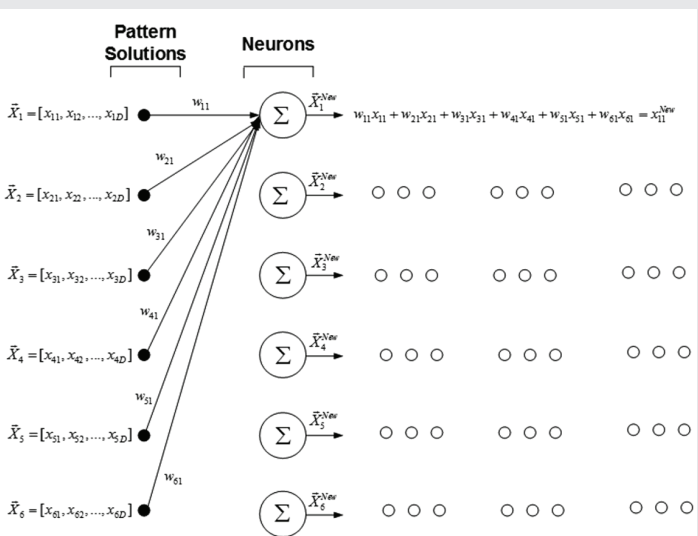 Pattern
Solutions
Neurons
X⃗₁ = [x₁₁, x₁₂, ..., x₁D]
w₁₁
Σ
X⃗₁ᴺᵉʷ
w₁₁x₁₁ + w₂₁x₂₁ + w₃₁x₃₁ + w₄₁x₄₁ + w₅₁x₅₁ + w₆₁x₆₁ = x₁₁ᴺᵉʷ
w₂₁
X⃗₂ = [x₂₁, x₂₂, ..., x₂D]
Σ
X⃗₂ᴺᵉʷ
w₃₁
X⃗₃ = [x₃₁, x₃₂, ..., x₃D]
Σ
X⃗₃ᴺᵉʷ
w₄₁
X⃗₄ = [x₄₁, x₄₂, ..., x₄D]
Σ
X⃗₄ᴺᵉʷ
w₅₁
X⃗₅ = [x₅₁, x₅₂, ..., x₅D]
Σ
X⃗₅ᴺᵉʷ
w₆₁
X⃗₆ = [x₆₁, x₆₂, ..., x₆D]
Σ
X⃗₆ᴺᵉʷ